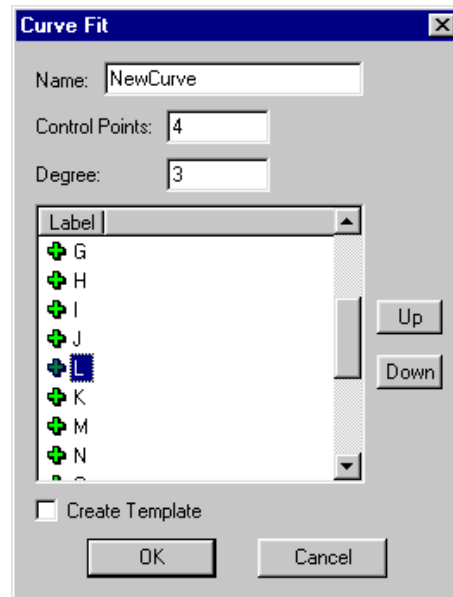 Curve Fit
Name: NewCurve
Control Points: 4
Degree: 3
Label
G
H
I
J
L
K
M
N
Up
Down
Create Template
OK
Cancel